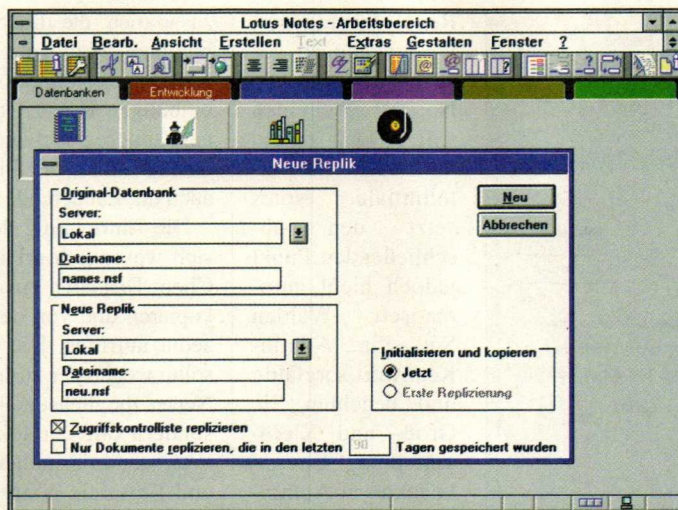 Lotus Notes - Arbeitsbereich
Datei Bearb. Ansicht Erstellen Text Extras Gestalten Fenster ?
Datenbanken Entwicklung
Neue Replik
Original-Datenbank
Server:
Lokal
Dateiname:
names.nsf
Neu
Abbrechen
Neue Replik
Server:
Lokal
Dateiname:
neu.nsf
Initialisieren und kopieren
Jetzt
Erste Replizierung
Zugriffskontrolliste replizieren
Nur Dokumente replizieren, die in den letzten 90 Tagen gespeichert wurden